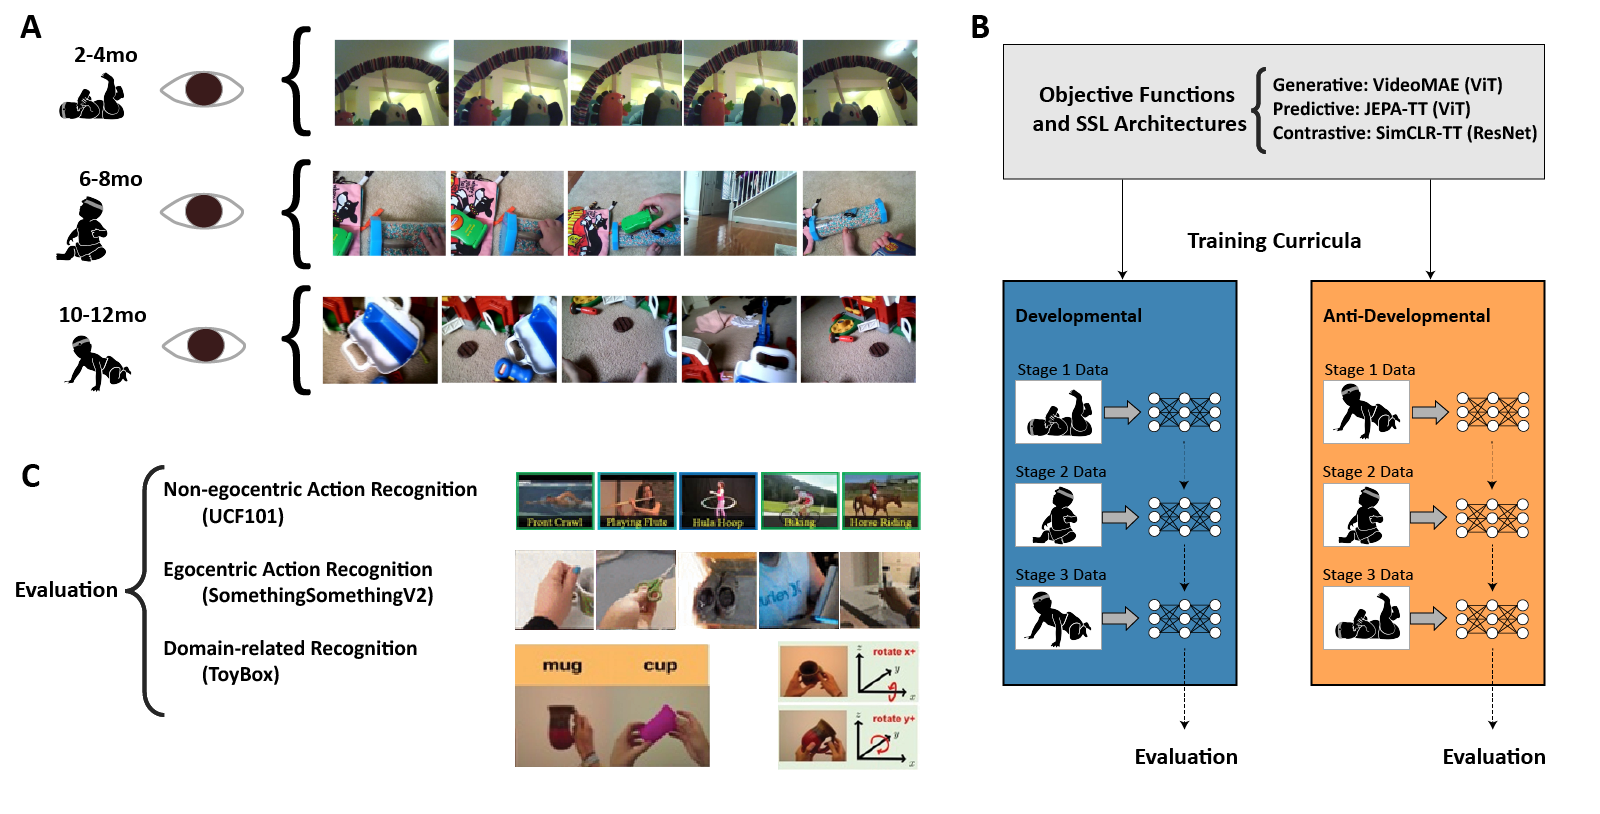 A
2-4mo
6-8mo
10-12mo
B
Objective Functions
and SSL Architectures
Generative: VideoMAE (ViT)
Predictive: JEPA-TT (ViT)
Contrastive: SimCLR-TT (ResNet)
Training Curricula
Developmental
Stage 1 Data
Stage 2 Data
Stage 3 Data
Evaluation
Anti-Developmental
Stage 1 Data
Stage 2 Data
Stage 3 Data
Evaluation
C
Evaluation
Non-egocentric Action Recognition
(UCF101)
Egocentric Action Recognition
(SomethingSomethingV2)
Domain-related Recognition
(ToyBox)
Front Crawl
Playing Flute
Hula Hoop
Biking
Horse Riding
mug
cup
rotate x+
z
y
x
rotate y+
z
y
x